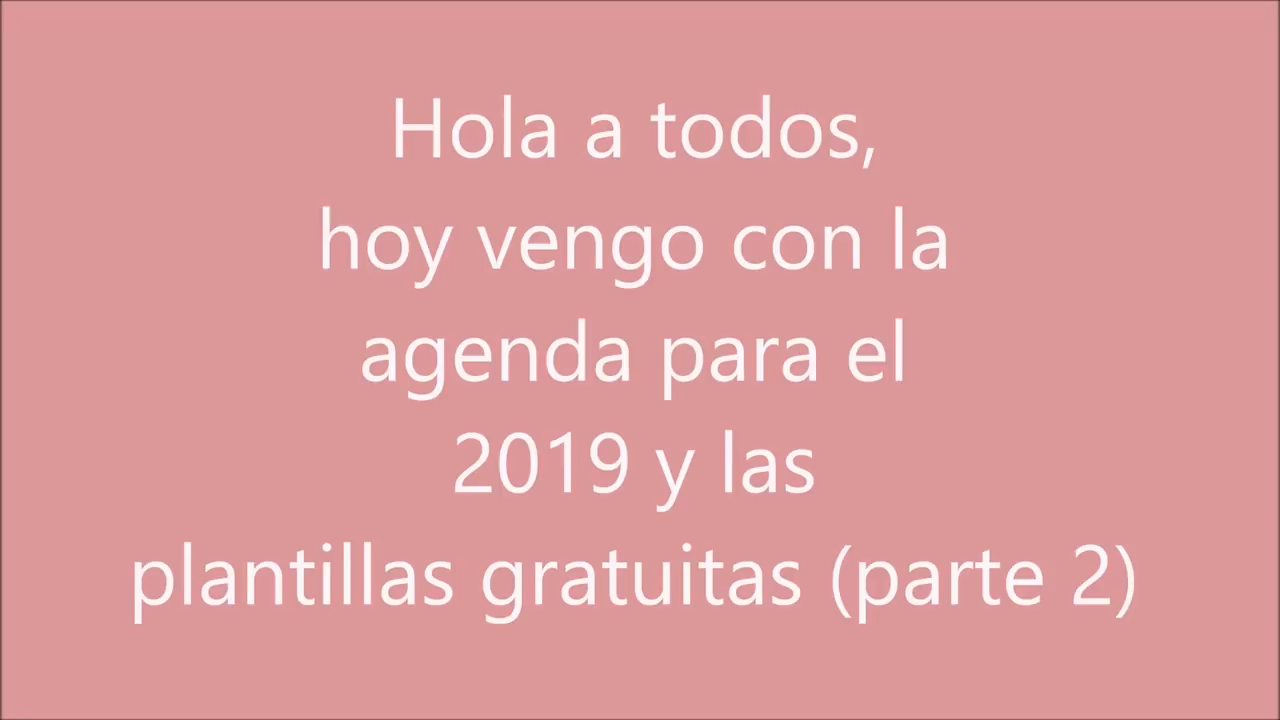 Hola a todos,
hoy vengo con la
agenda para el
2019 y las
plantillas gratuitas (parte 2)